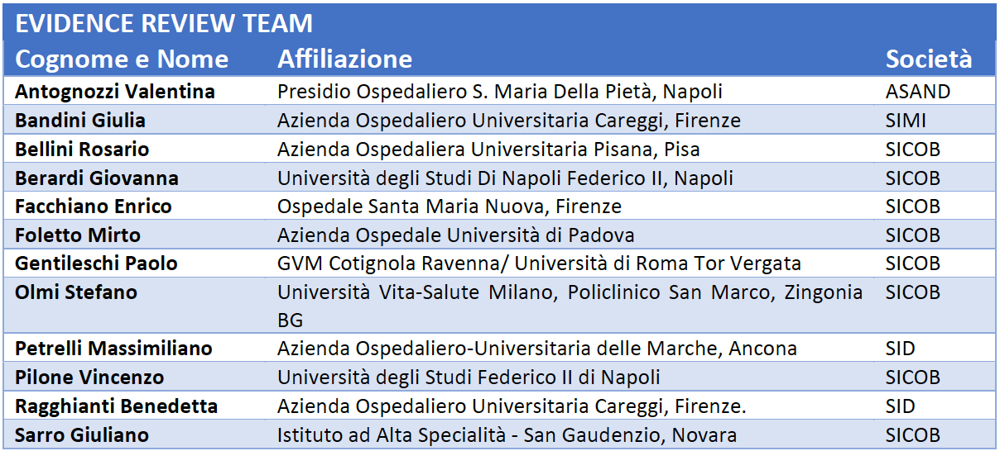 EVIDENCE REVIEW TEAM
Cognome e Nome Affiliazione Società
Antognozzi Valentina Presidio Ospedaliero S. Maria Della Pietà, Napoli ASAND
Bandini Giulia Azienda Ospedaliero Universitaria Careggi, Firenze SIMI
Bellini Rosario Azienda Ospedaliera Universitaria Pisana, Pisa SICOB
Berardi Giovanna Università degli Studi Di Napoli Federico II, Napoli SICOB
Facchiano Enrico Ospedale Santa Maria Nuova, Firenze SICOB
Foletto Mirto Azienda Ospedale Università di Padova SICOB
Gentileschi Paolo GVM Cotignola Ravenna/ Università di Roma Tor Vergata SICOB
Olmi Stefano Università Vita-Salute Milano, Policlinico San Marco, Zingonia SICOB
BG
Petrelli Massimiliano Azienda Ospedaliero-Universitaria delle Marche, Ancona SID
Pilone Vincenzo Università degli Studi Federico II di Napoli SICOB
Ragghianti Benedetta Azienda Ospedaliero Universitaria Careggi, Firenze. SID
Sarro Giuliano Istituto ad Alta Specialità - San Gaudenzio, Novara SICOB